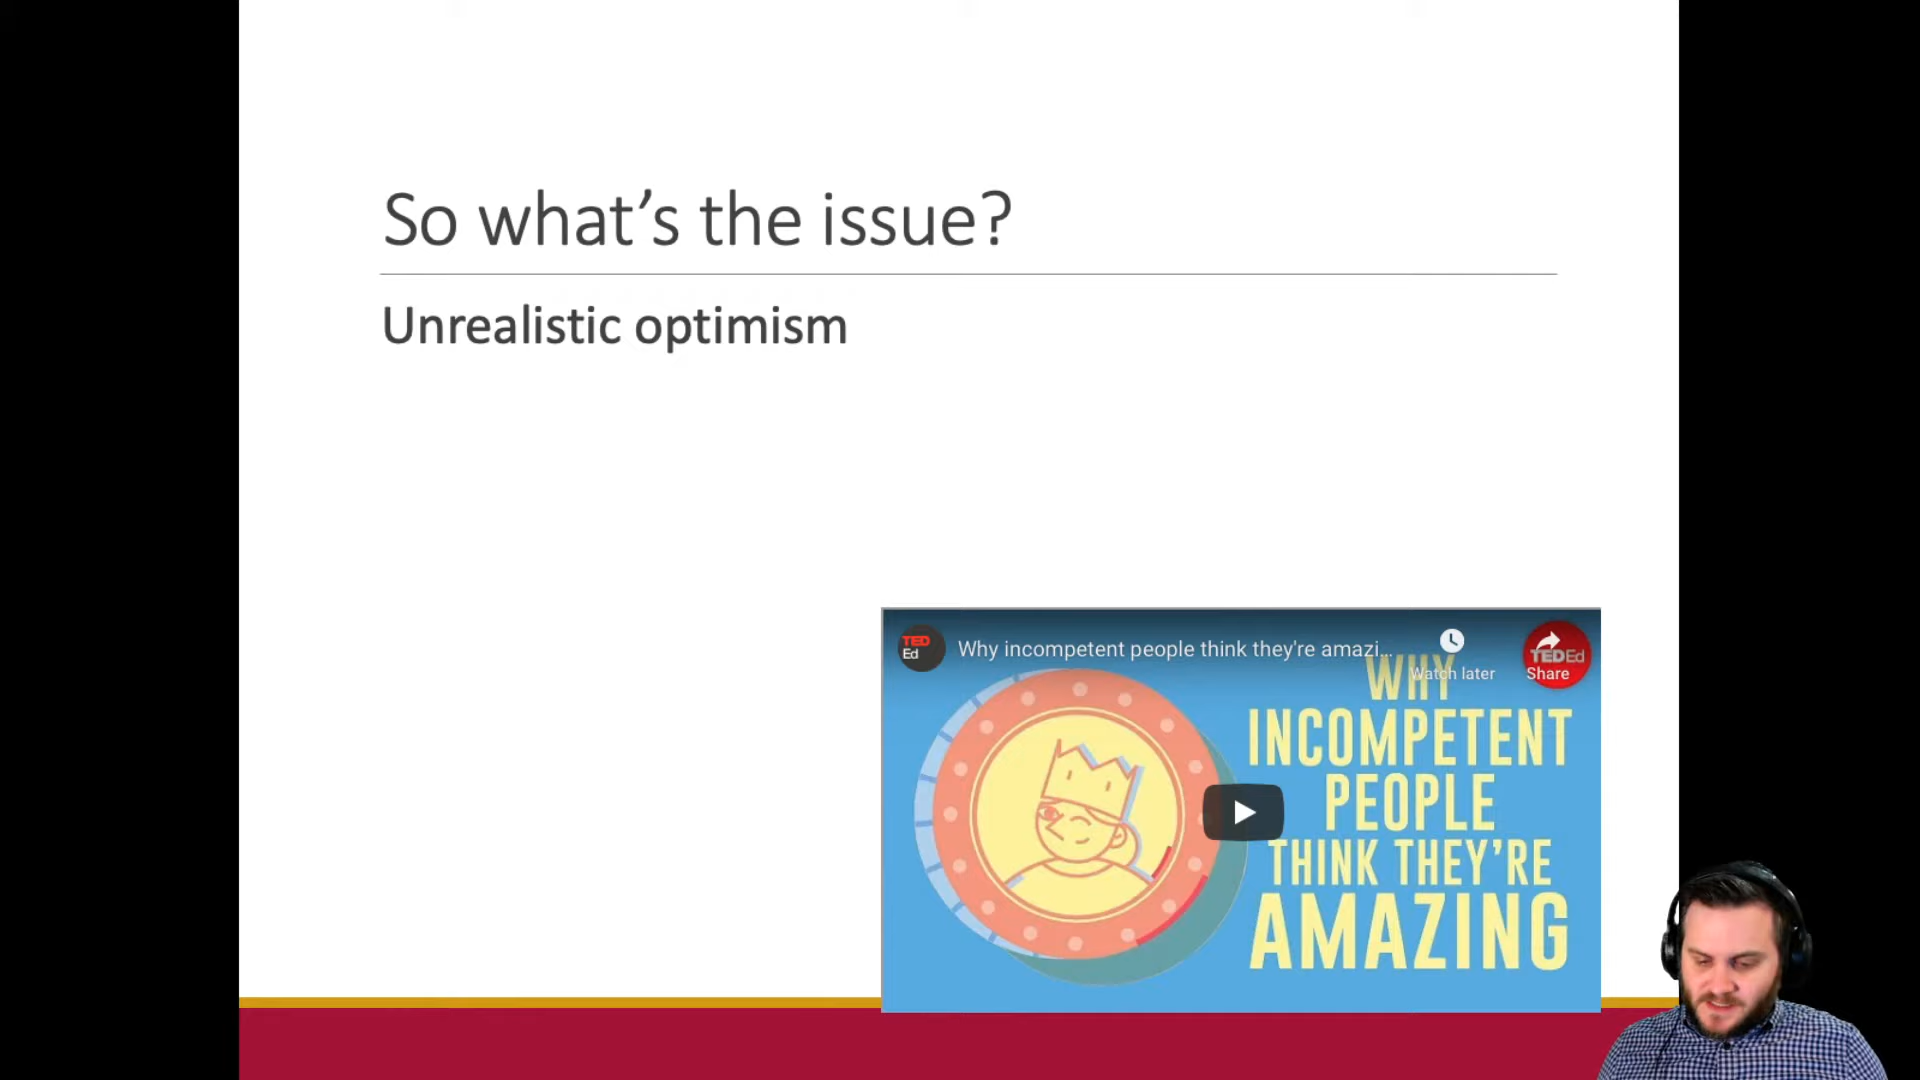 So what’s the issue?
Unrealistic optimism
TED
Ed
Why incompetent people think they're amazi...
Watch later
Share
TEDEd
WHY
INCOMPETENT
PEOPLE
THINK THEY’RE
AMAZING